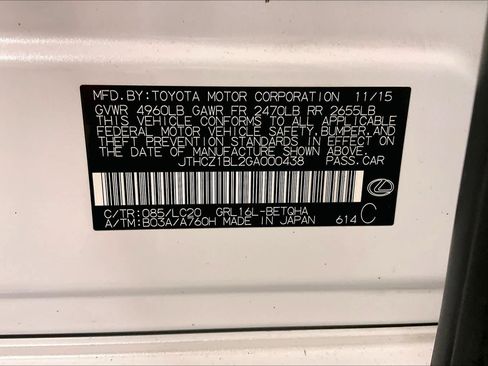 MFD.BY:TOYOTA MOTOR CORPORATION 11/15
GVWR 4960LB GAWR FR 2470LB RR 2655LB
THIS VEHICLE CONFORMS TO ALL APPLICABLE
FEDERAL MOTOR VEHICLE SAFETY,BUMPER,AND
THEFT PREVENTION STANDARDS IN EFFECT ON
THE DATE OF MANUFACTURE SHOWN ABOVE.
JTHCZ1BL2GA000438 PASS.CAR
C/TR:085/LC20 GRL16L-BETQHA
A/TM:B03A/A760H MADE IN JAPAN 614 C